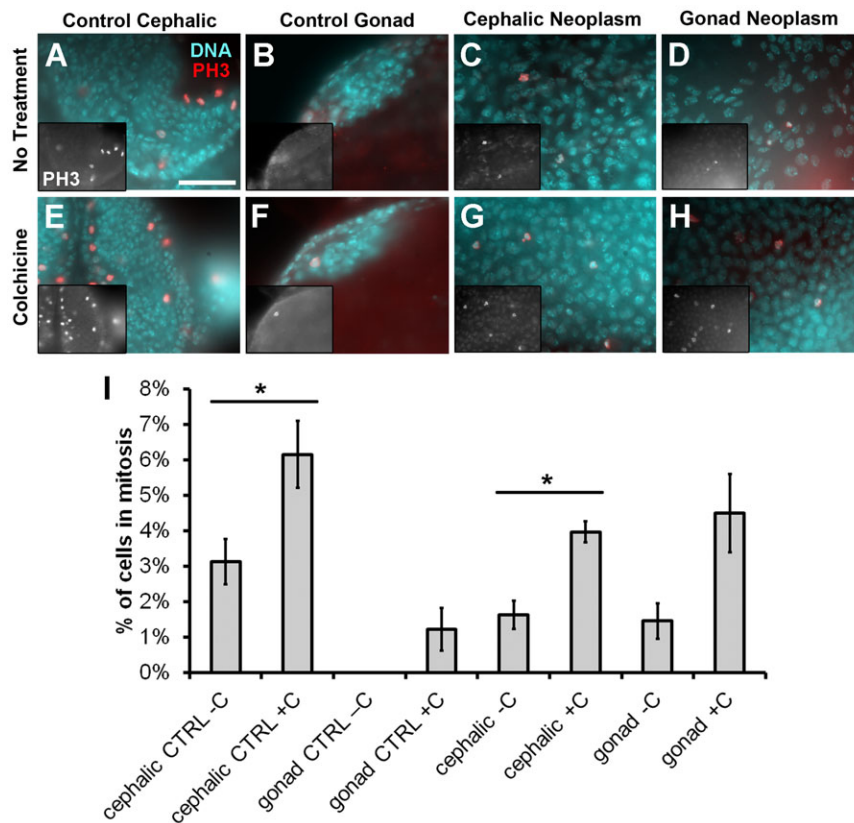 Control Cephalic
Control Gonad
Cephalic Neoplasm
Gonad Neoplasm
No Treatment
A
DNA
PH3
PH3
B
C
D
Colchicine
E
F
G
H
I
% of cells in mitosis
8%
7%
6%
5%
4%
3%
2%
1%
0%
*
*
cephalic CTRL -C
cephalic CTRL +C
gonad CTRL –C
gonad CTRL +C
cephalic -C
cephalic +C
gonad -C
gonad +C